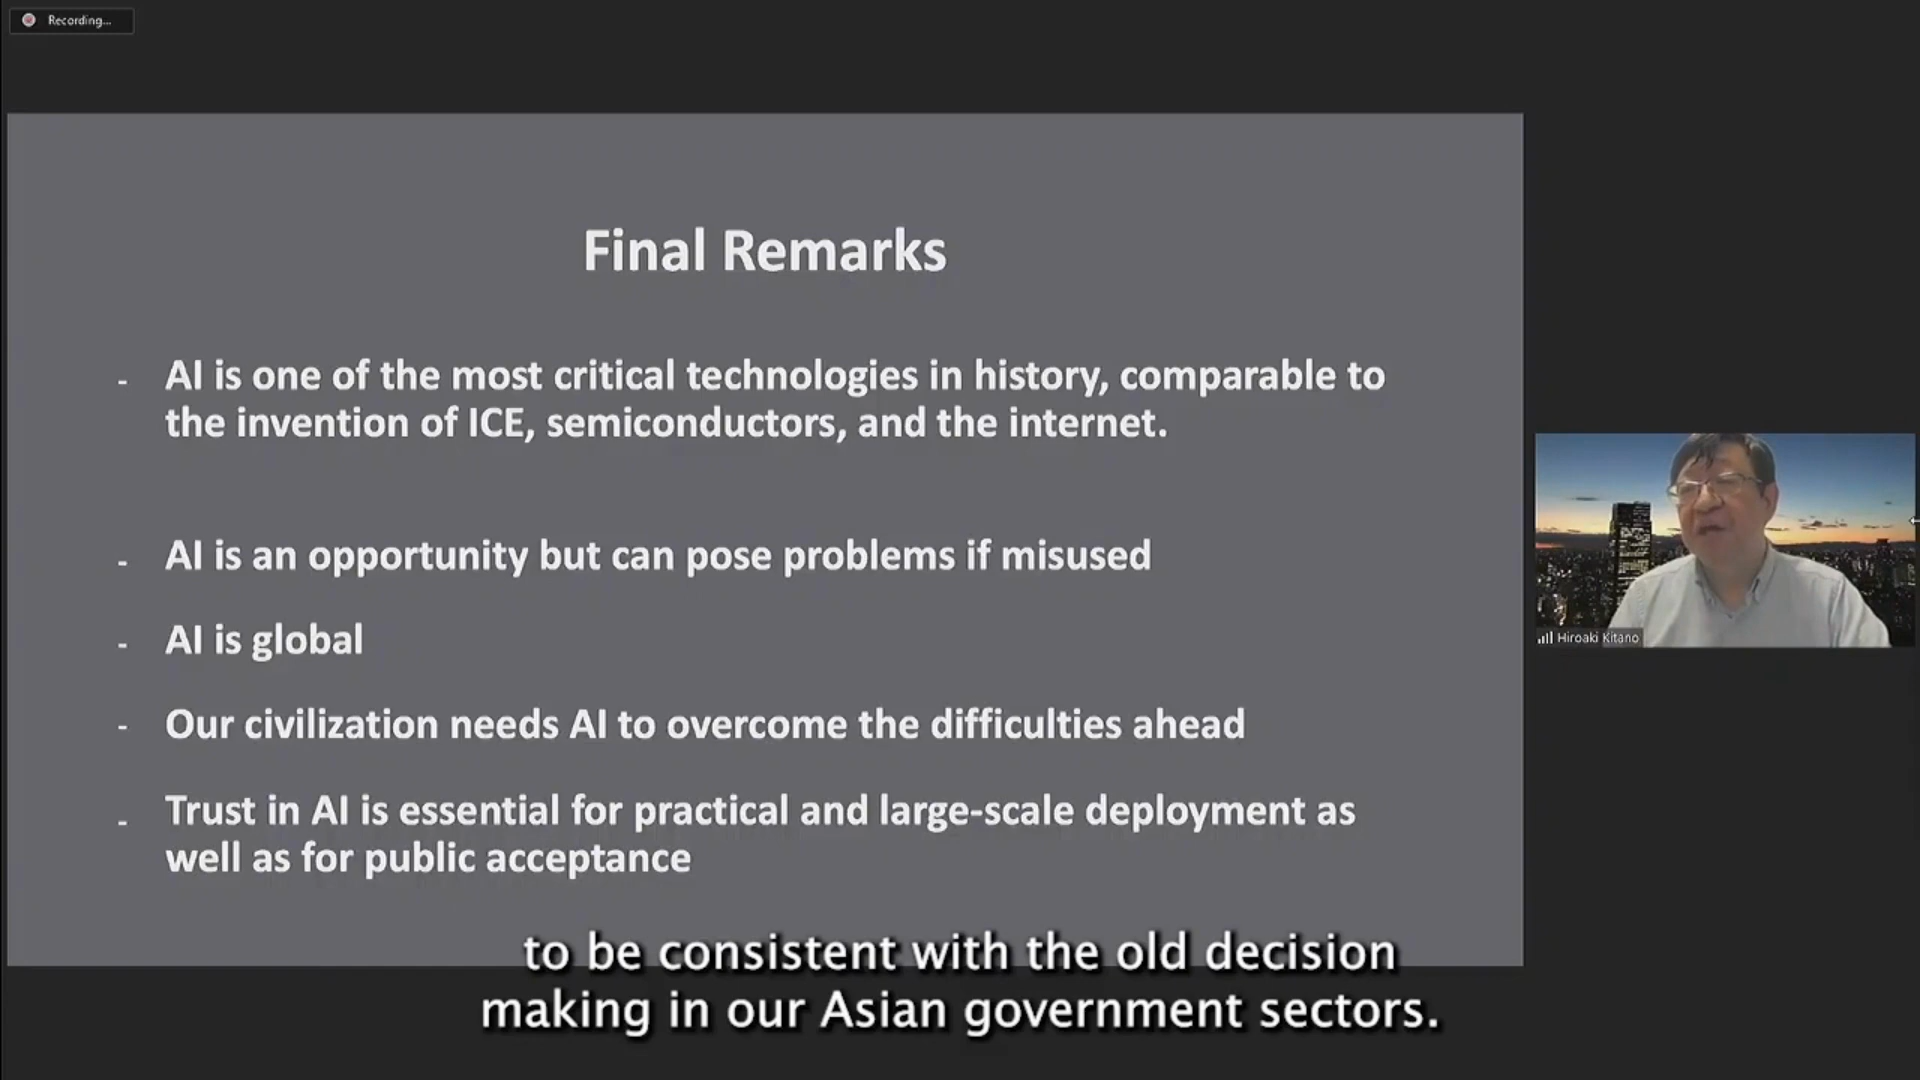 Recording...
Final Remarks
- AI is one of the most critical technologies in history, comparable to
the invention of ICE, semiconductors, and the internet.
- AI is an opportunity but can pose problems if misused
- AI is global
- Our civilization needs AI to overcome the difficulties ahead
- Trust in AI is essential for practical and large-scale deployment as
well as for public acceptance
Hiroaki Kitano
to be consistent with the old decision
making in our Asian government sectors.